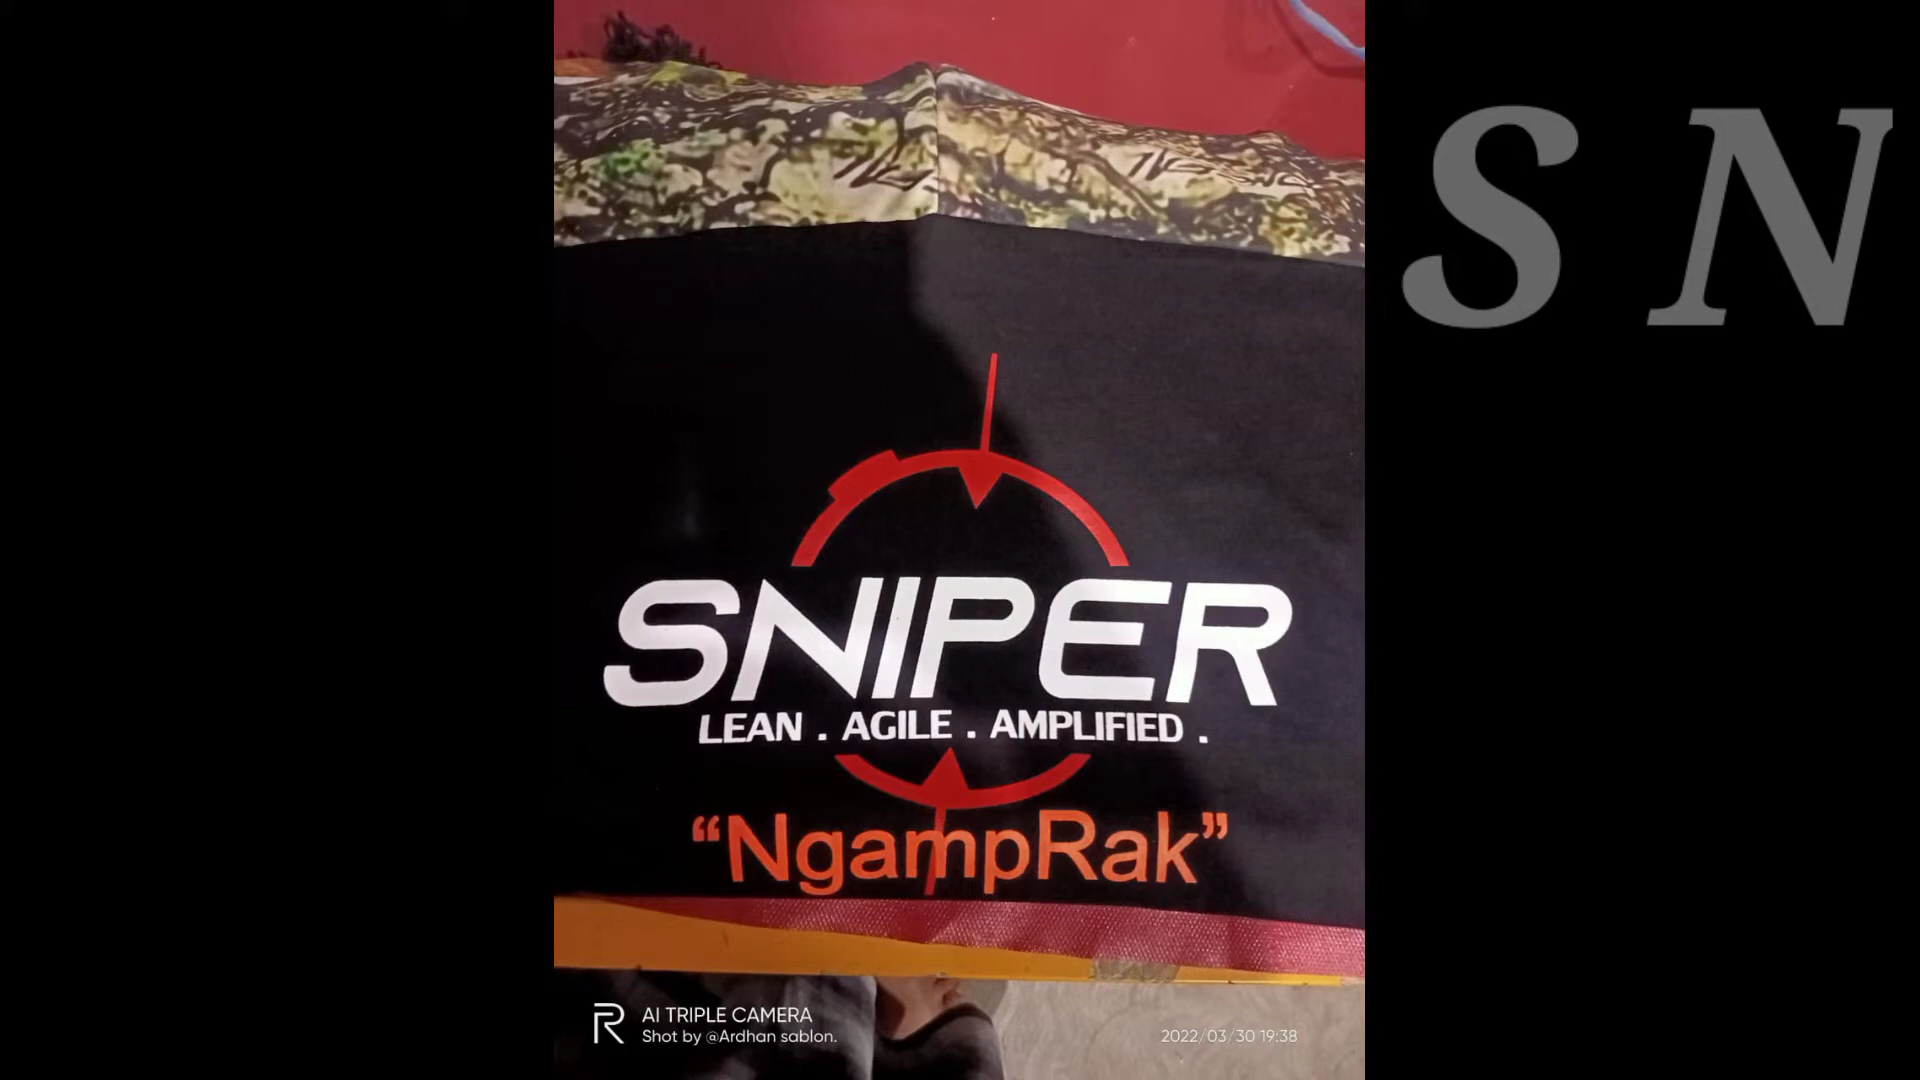 S N
SNIPER
LEAN . AGILE . AMPLIFIED .
“NgampRak”
AI TRIPLE CAMERA
Shot by @Ardhan sablon.
2022/03/30 19:38